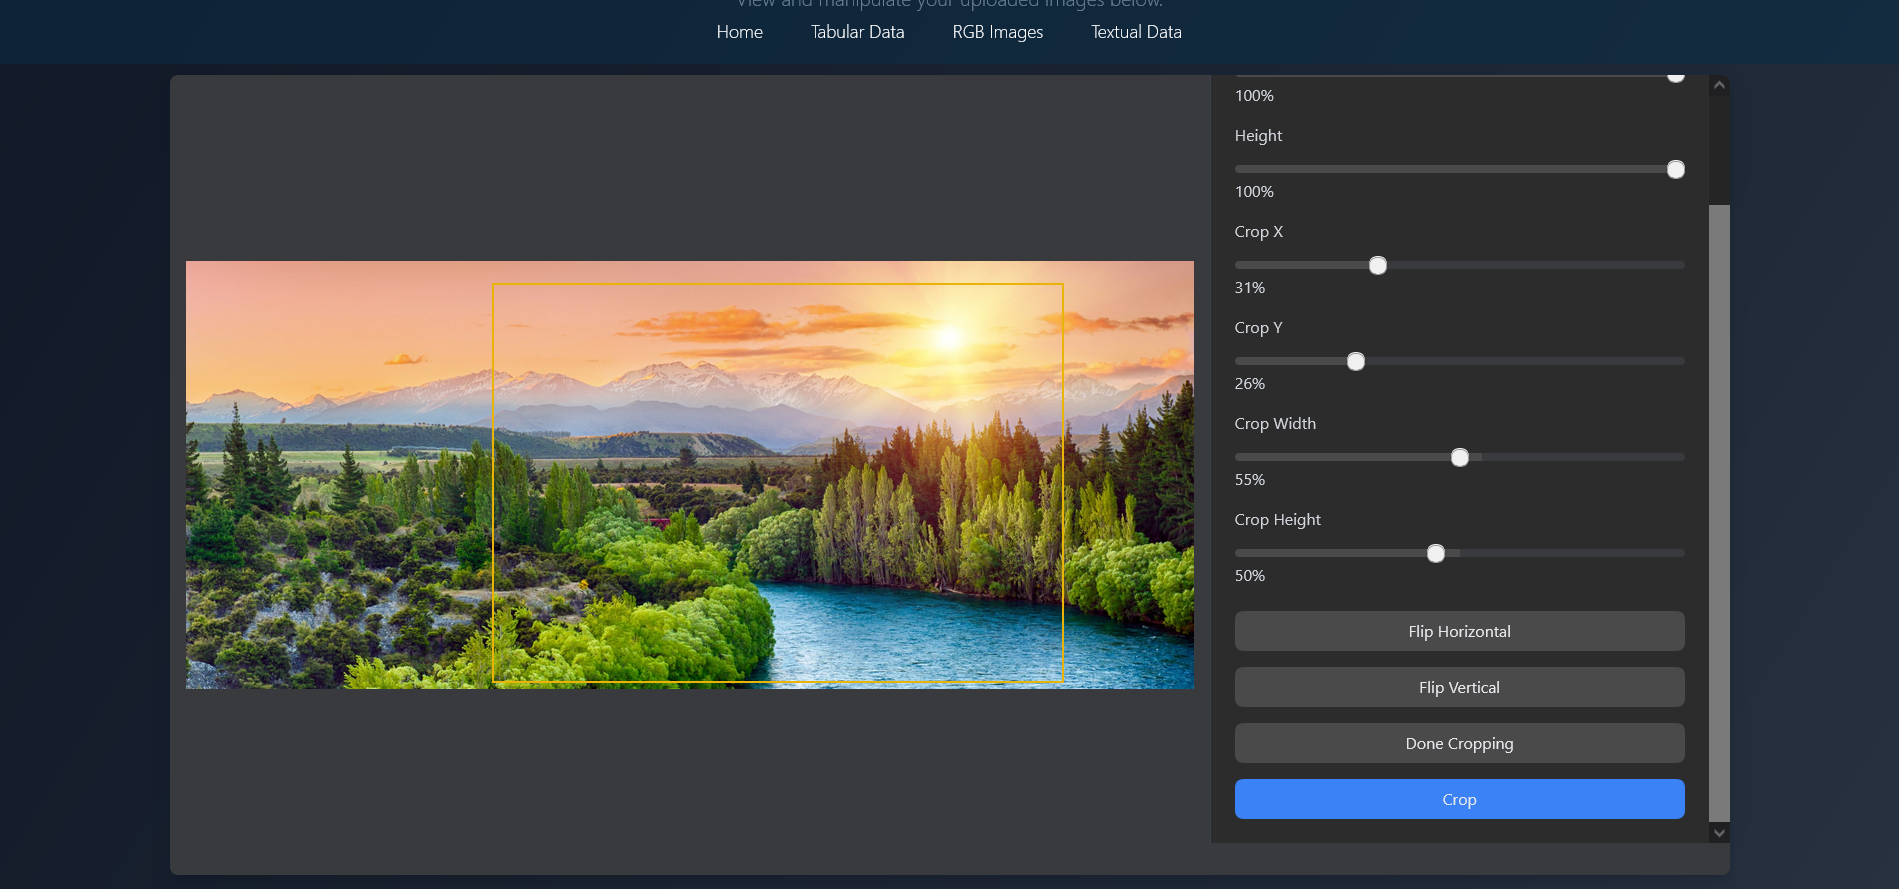 View and manipulate your uploaded images below.
Home Tabular Data RGB Images Textual Data
100%
Height
100%
Crop X
31%
Crop Y
26%
Crop Width
55%
Crop Height
50%
Flip Horizontal
Flip Vertical
Done Cropping
Crop